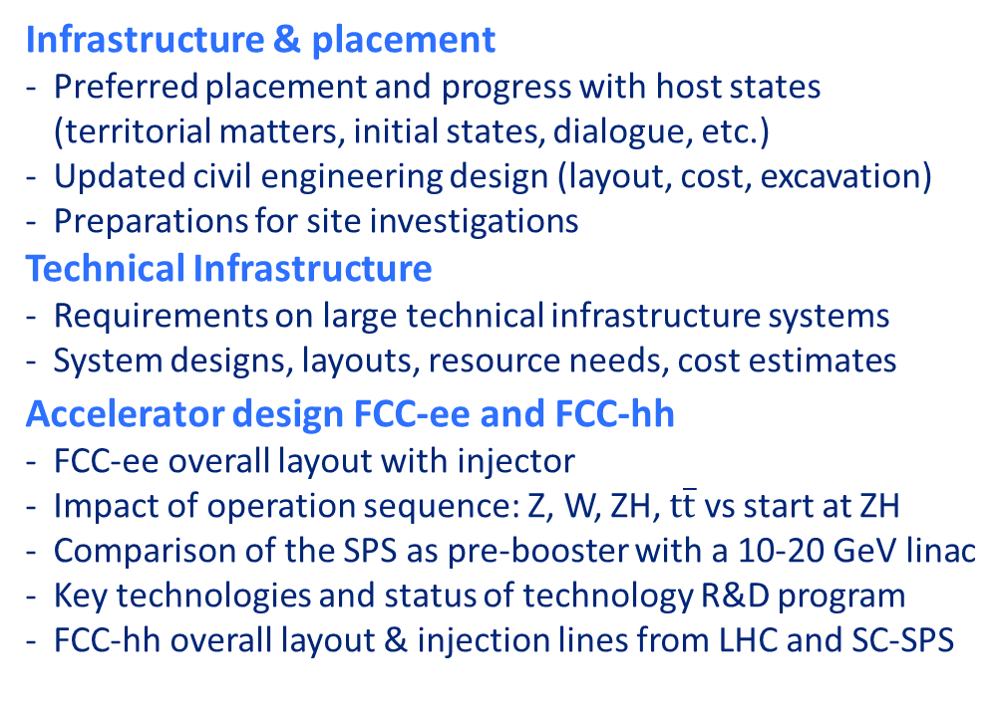 Infrastructure & placement
- Preferred placement and progress with host states
(territorial matters, initial states, dialogue, etc.)
- Updated civil engineering design (layout, cost, excavation)
- Preparations for site investigations
Technical Infrastructure
- Requirements on large technical infrastructure systems
- System designs, layouts, resource needs, cost estimates
Accelerator design FCC-ee and FCC-hh
- FCC-ee overall layout with injector
- Impact of operation sequence: Z, W, ZH, tt̅ vs start at ZH
- Comparison of the SPS as pre-booster with a 10-20 GeV linac
- Key technologies and status of technology R&D program
- FCC-hh overall layout & injection lines from LHC and SC-SPS